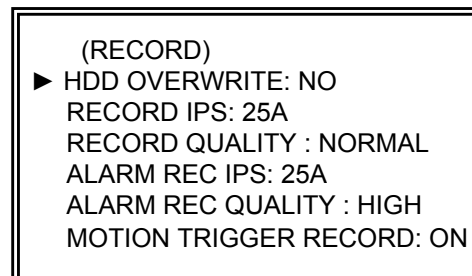 (RECORD)
► HDD OVERWRITE: NO
RECORD IPS: 25A
RECORD QUALITY : NORMAL
ALARM REC IPS: 25A
ALARM REC QUALITY : HIGH
MOTION TRIGGER RECORD: ON